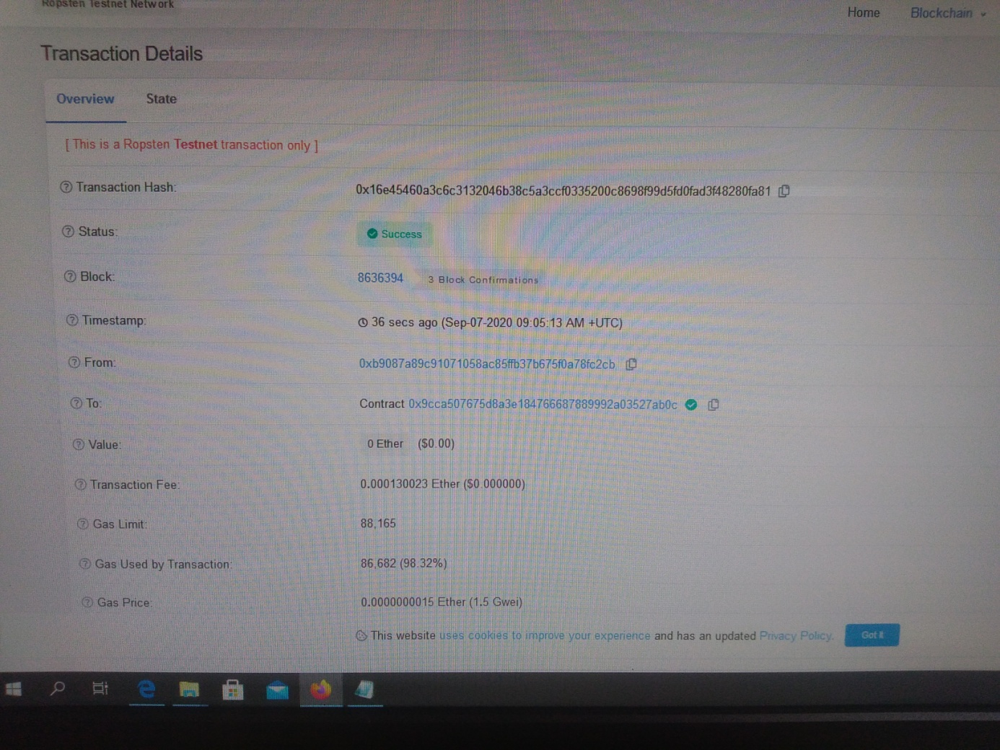 Ropsten Testnet Network
Home Blockchain
Transaction Details
Overview State
[ This is a Ropsten Testnet transaction only ]
Transaction Hash: 0x16e45460a3c6c3132046b38c5a3ccf0335200c8698f99d5fd0fad3f48280fa81
Status: Success
Block: 8636394 3 Block Confirmations
Timestamp: 36 secs ago (Sep-07-2020 09:05:13 AM +UTC)
From: 0xb9087a89c91071058ac85ffb37b675f0a78fc2cb
To: Contract 0x9cca507675d8a3e184766687889992a03527ab0c
Value: 0 Ether ($0.00)
Transaction Fee: 0.000130023 Ether ($0.000000)
Gas Limit: 88,165
Gas Used by Transaction: 86,682 (98.32%)
Gas Price: 0.0000000015 Ether (1.5 Gwei)
This website uses cookies to improve your experience and has an updated Privacy Policy. Got It